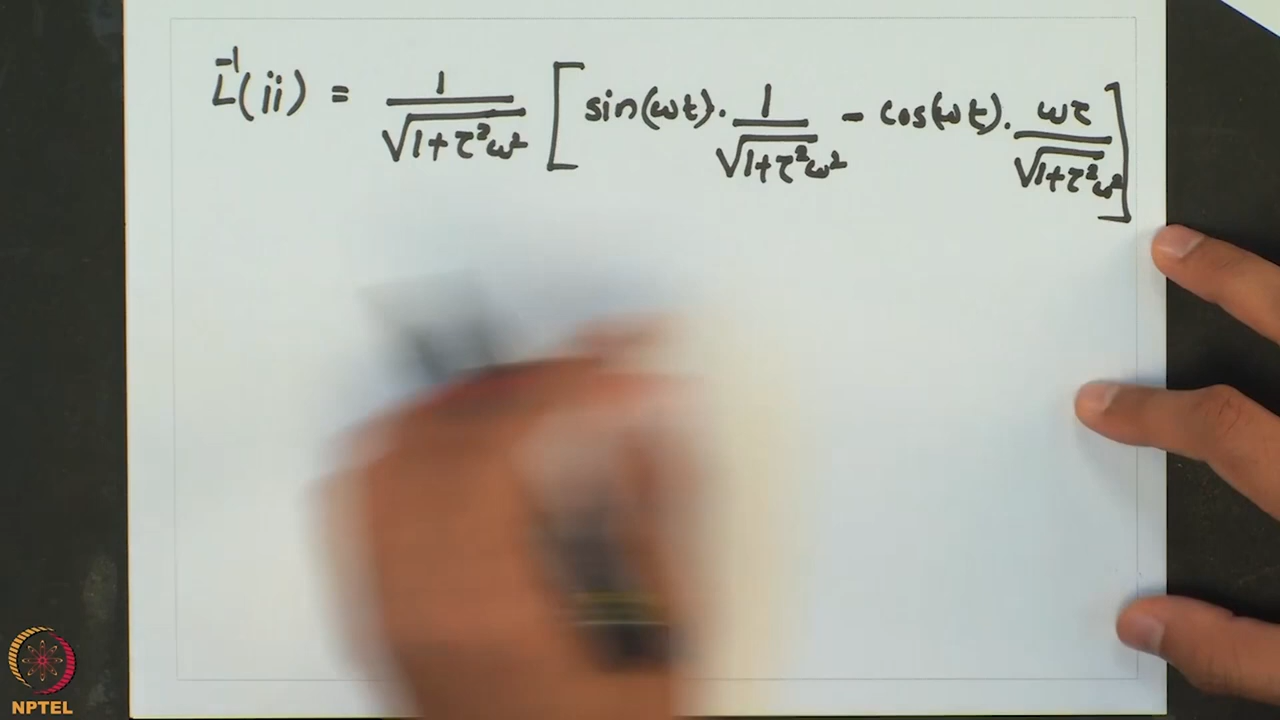 L⁻¹(ii) = 1/√(1+τ²ω²) [ sin(ωt) · 1/√(1+τ²ω²) - cos(ωt) · ωτ/√(1+τ²ω²) ]
NPTEL